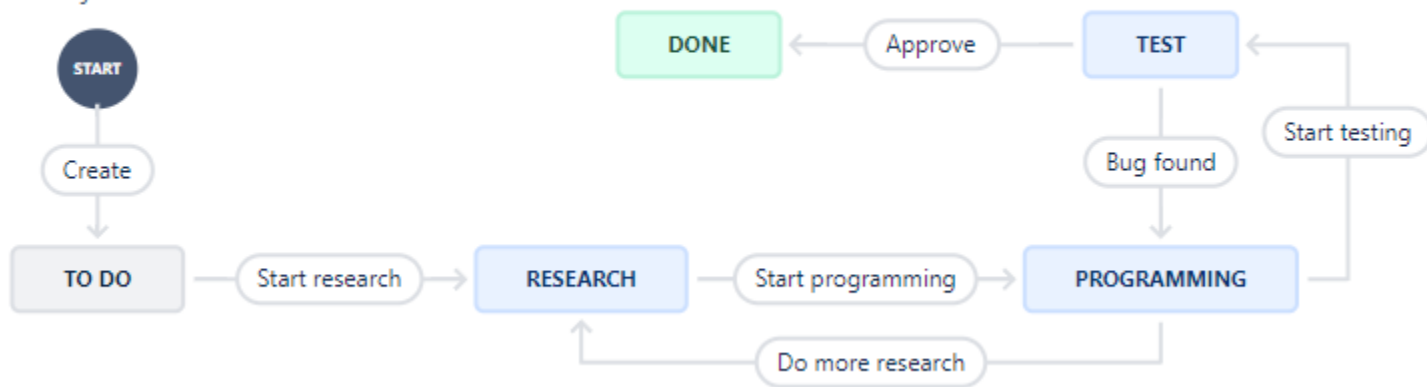 START
DONE
Approve
TEST
Create
Start testing
Bug found
TO DO
Start research
RESEARCH
Start programming
PROGRAMMING
Do more research